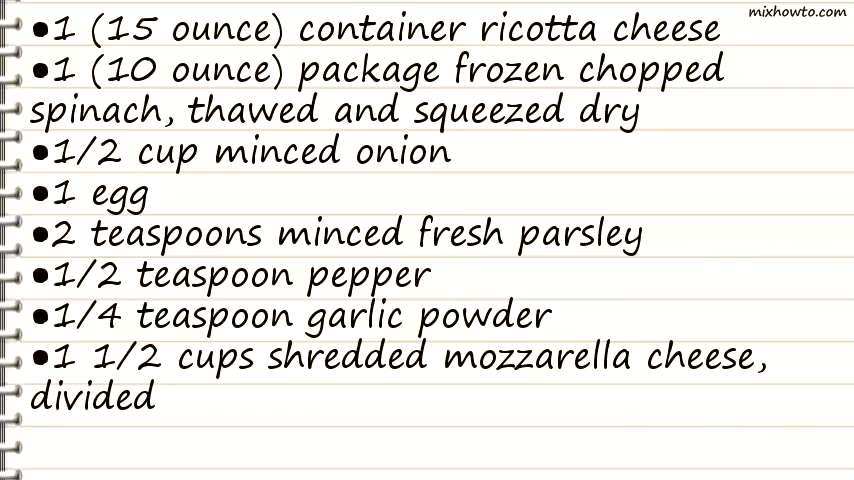 mixhowto.com
•1 (15 ounce) container ricotta cheese
•1 (10 ounce) package frozen chopped
spinach, thawed and squeezed dry
•1/2 cup minced onion
•1 egg
•2 teaspoons minced fresh parsley
•1/2 teaspoon pepper
•1/4 teaspoon garlic powder
•1 1/2 cups shredded mozzarella cheese,
divided